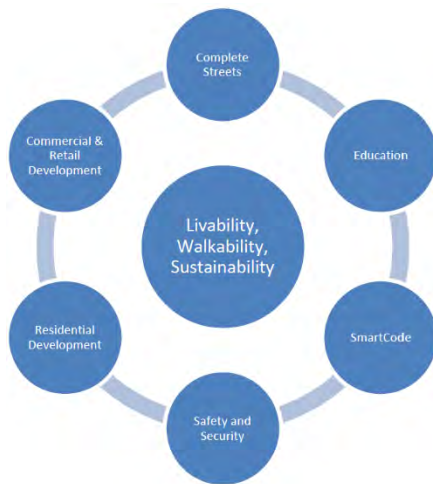 Complete
Streets
Commercial &
Retail
Development
Education
Livability,
Walkability,
Sustainability
Residential
Development
SmartCode
Safety and
Security